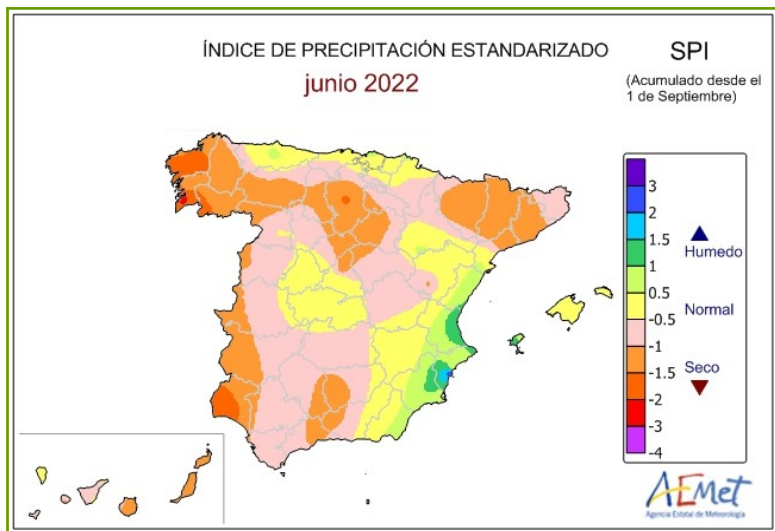 ÍNDICE DE PRECIPITACIÓN ESTANDARIZADO
junio 2022
SPI
(Acumulado desde el
1 de Septiembre)
3
2
1.5
1
0.5
-0.5
-1
-1.5
-2
-3
-4
Humedo
Normal
Seco
AEMet
Agencia Estatal de Meteorología